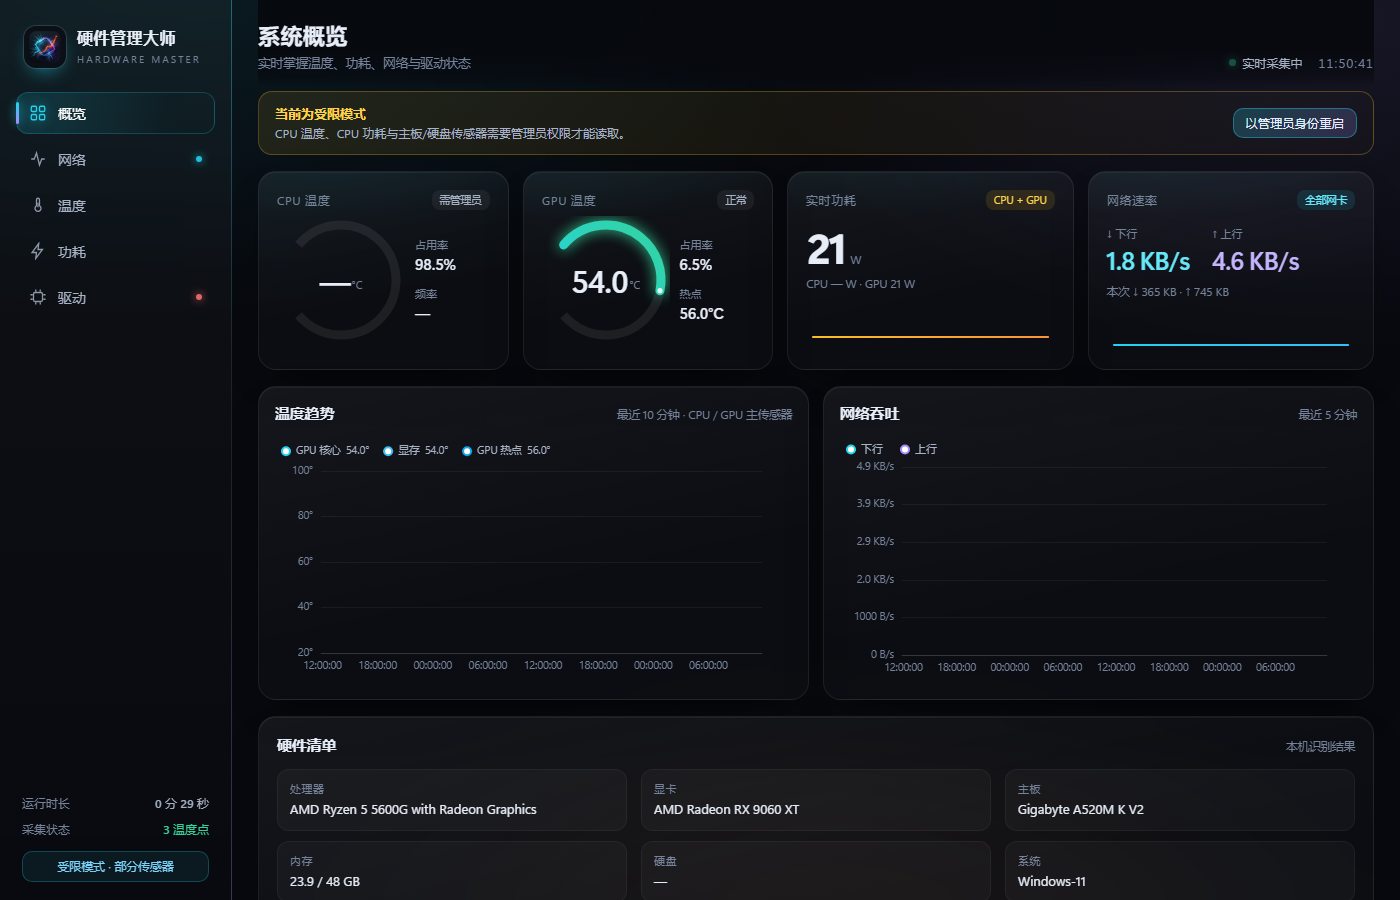 硬件管理大师
HARDWARE MASTER
概览
网络
温度
功耗
驱动
运行时长 0 分 29 秒
采集状态 3 温度点
受限模式 · 部分传感器
系统概览
实时掌握温度、功耗、网络与驱动状态
实时采集中 11:50:41
当前为受限模式
CPU 温度、CPU 功耗与主板/硬盘传感器需要管理员权限才能读取。
以管理员身份重启
CPU 温度 需管理员
—°C
占用率
98.5%
频率
—
GPU 温度 正常
54.0°C
占用率
6.5%
热点
56.0°C
实时功耗 CPU + GPU
21 W
CPU — W · GPU 21 W
网络速率 全部网卡
↓ 下行 ↑ 上行
1.8 KB/s 4.6 KB/s
本次 ↓ 365 KB · ↑ 745 KB
温度趋势 最近 10 分钟 · CPU / GPU 主传感器
GPU 核心 54.0° 显存 54.0° GPU 热点 56.0°
100°
80°
60°
40°
20°
12:00:00 18:00:00 00:00:00 06:00:00 12:00:00 18:00:00 00:00:00 06:00:00
网络吞吐 最近 5 分钟
下行 上行
4.9 KB/s
3.9 KB/s
2.9 KB/s
2.0 KB/s
1000 B/s
0 B/s
12:00:00 18:00:00 00:00:00 06:00:00 12:00:00 18:00:00 00:00:00 06:00:00
硬件清单 本机识别结果
处理器
AMD Ryzen 5 5600G with Radeon Graphics
显卡
AMD Radeon RX 9060 XT
主板
Gigabyte A520M K V2
内存
23.9 / 48 GB
硬盘
—
系统
Windows-11